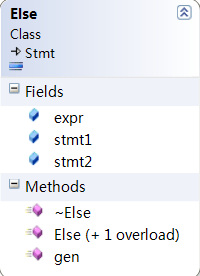 Else
Class
Stmt
Fields
expr
stmt1
stmt2
Methods
~Else
Else (+ 1 overload)
gen